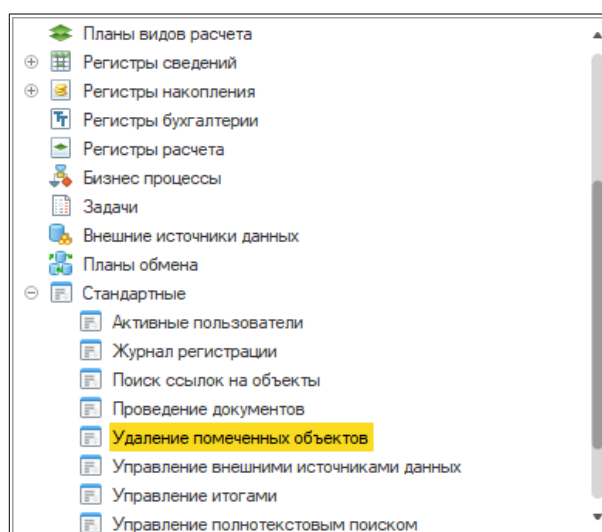 Планы видов расчета
Регистры сведений
Регистры накопления
Регистры бухгалтерии
Регистры расчета
Бизнес процессы
Задачи
Внешние источники данных
Планы обмена
Стандартные
Активные пользователи
Журнал регистрации
Поиск ссылок на объекты
Проведение документов
Удаление помеченных объектов
Управление внешними источниками данных
Управление итогами
Управление полнотекстовым поиском